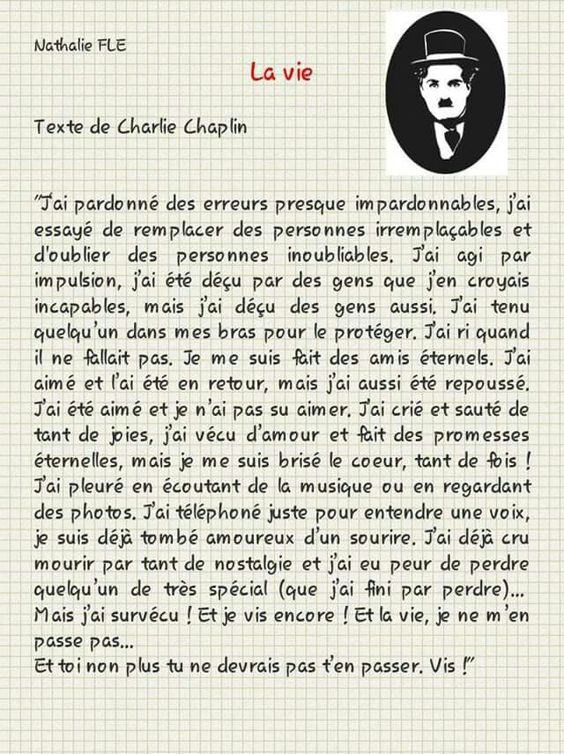 Nathalie FLE
La vie
Texte de Charlie Chaplin
"J'ai pardonné des erreurs presque impardonnables, j'ai
essayé de remplacer des personnes irremplaçables et
d'oublier des personnes inoubliables. J'ai agi par
impulsion, j'ai été déçu par des gens que j'en croyais
incapables, mais j'ai déçu des gens aussi. J'ai tenu
quelqu'un dans mes bras pour le protéger. J'ai ri quand
il ne fallait pas. Je me suis fait des amis éternels. J'ai
aimé et l'ai été en retour, mais j'ai aussi été repoussé.
J'ai été aimé et je n'ai pas su aimer. J'ai crié et sauté de
tant de joies, j'ai vécu d'amour et fait des promesses
éternelles, mais je me suis brisé le coeur, tant de fois !
J'ai pleuré en écoutant de la musique ou en regardant
des photos. J'ai téléphoné juste pour entendre une voix,
je suis déjà tombé amoureux d'un sourire. J'ai déjà cru
mourir par tant de nostalgie et j'ai eu peur de perdre
quelqu'un de très spécial (que j'ai fini par perdre)...
Mais j'ai survécu ! Et je vis encore ! Et la vie, je ne m'en
passe pas...
Et toi non plus tu ne devrais pas t'en passer. Vis !"